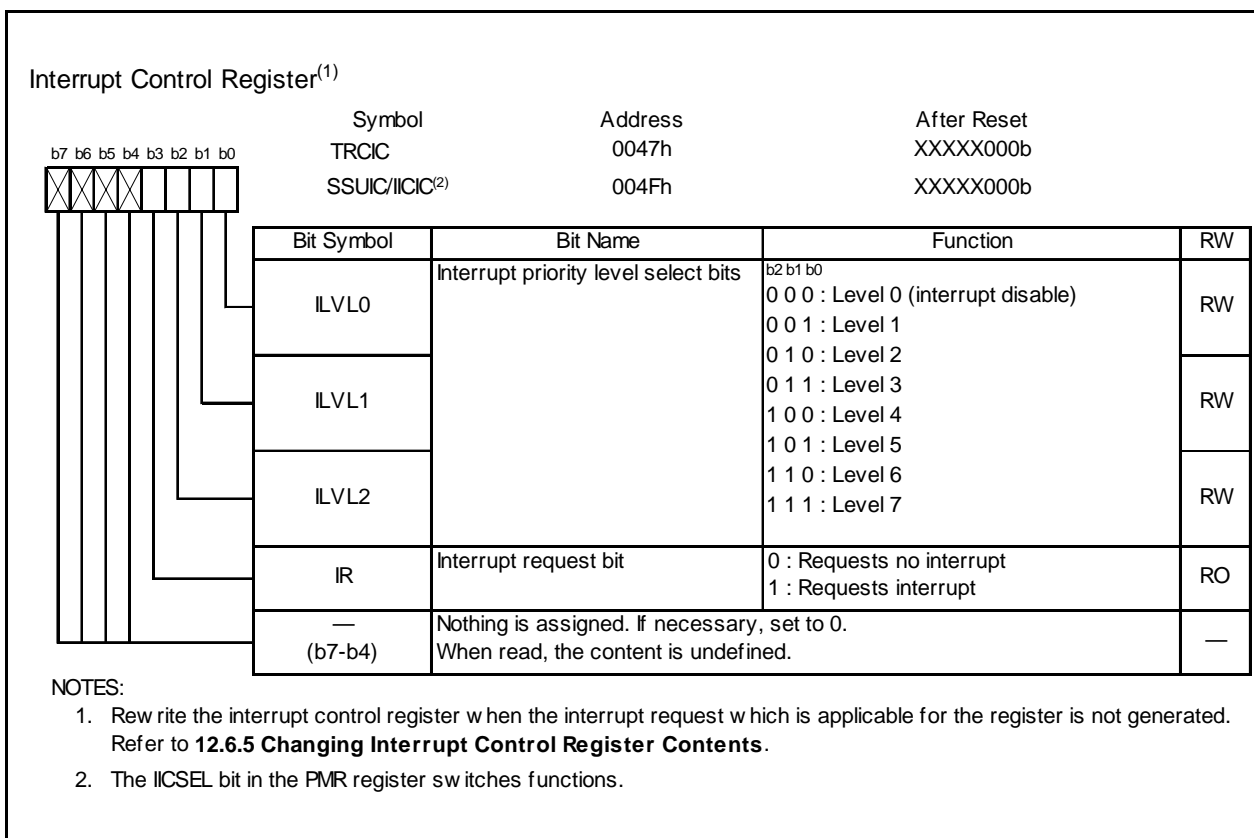 Interrupt Control Register(1)
Symbol Address After Reset
b7 b6 b5 b4 b3 b2 b1 b0 TRCIC 0047h XXXXX000b
SSUIC/IICIC(2) 004Fh XXXXX000b
Bit Symbol Bit Name Function RW
ILVL0 Interrupt priority level select bits b2 b1 b0
0 0 0 : Level 0 (interrupt disable) RW
0 0 1 : Level 1
0 1 0 : Level 2
ILVL1 0 1 1 : Level 3 RW
1 0 0 : Level 4
1 0 1 : Level 5
ILVL2 1 1 0 : Level 6 RW
1 1 1 : Level 7
IR Interrupt request bit 0 : Requests no interrupt RO
1 : Requests interrupt
— Nothing is assigned. If necessary, set to 0. —
(b7-b4) When read, the content is undefined.
NOTES:
1. Rewrite the interrupt control register when the interrupt request which is applicable for the register is not generated.
Refer to 12.6.5 Changing Interrupt Control Register Contents.
2. The IICSEL bit in the PMR register switches functions.